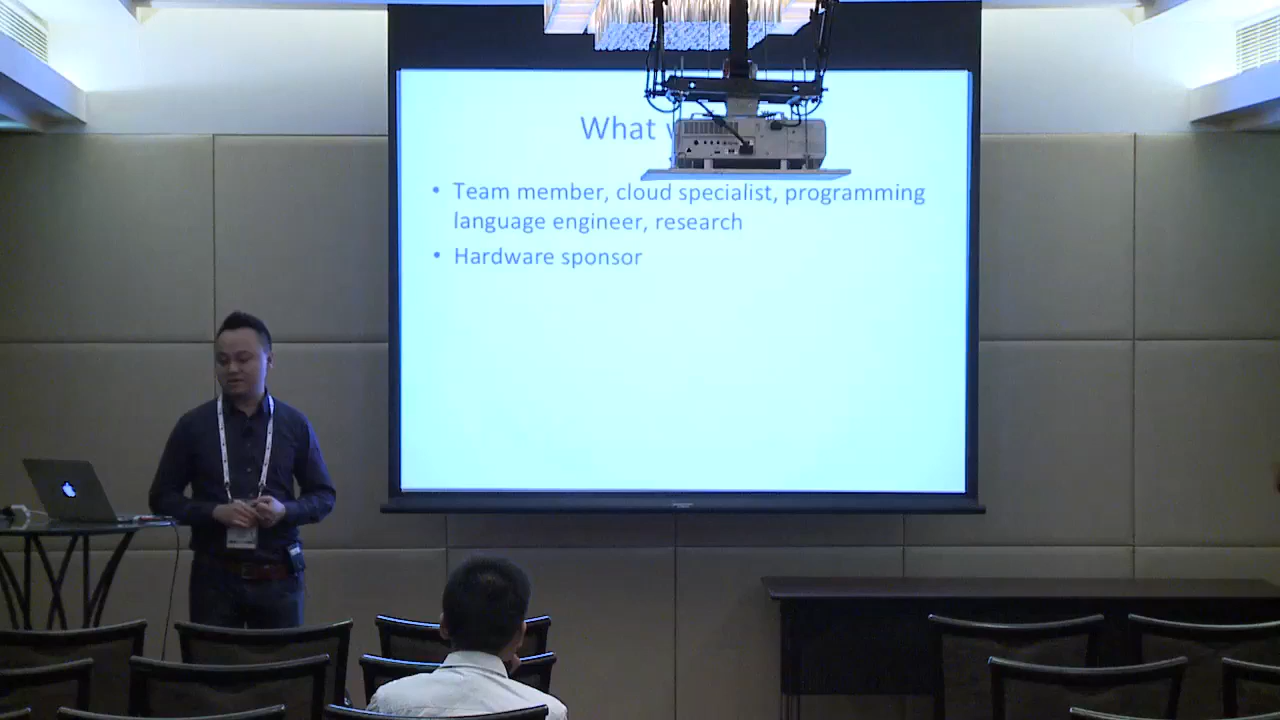 What
• Team member, cloud specialist, programming
language engineer, research
• Hardware sponsor